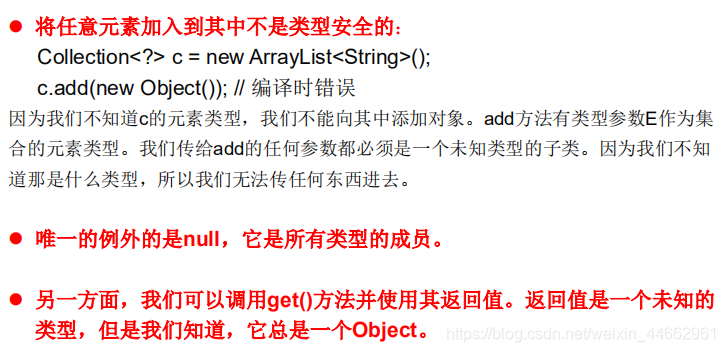 ● 将任意元素加入到其中不是类型安全的：
Collection<?> c = new ArrayList<String>();
c.add(new Object()); // 编译时错误
因为我们不知道c的元素类型，我们不能向其中添加对象。add方法有类型参数E作为集
合的元素类型。我们传给add的任何参数都必须是一个未知类型的子类。因为我们不知
道那是什么类型，所以我们无法传任何东西进去。
● 唯一的例外的是null，它是所有类型的成员。
● 另一方面，我们可以调用get()方法并使用其返回值。返回值是一个未知的
类型，但是我们知道，它总是一个Object。
https://blog.csdn.net/weixin_44662961